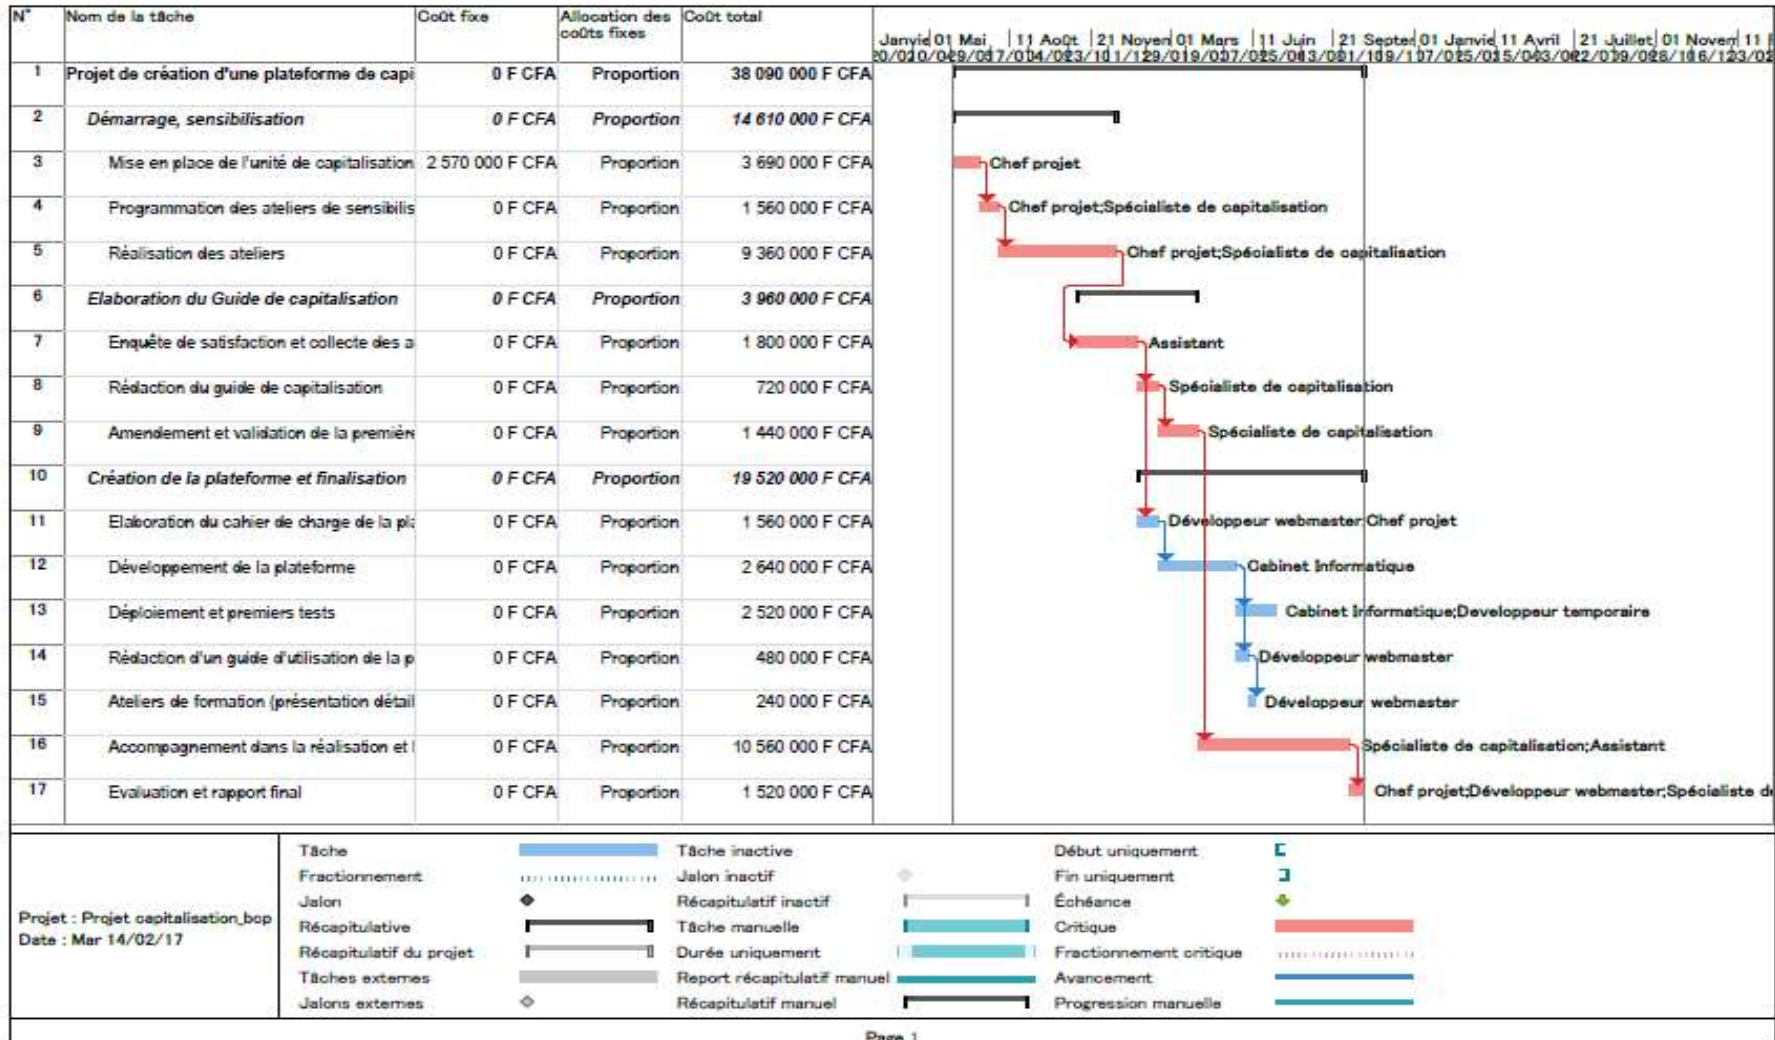 N° Nom de la tâche Coût fixe Allocation des coûts fixes Coût total
Janvie 01 Mai 11 Août 21 Novem 01 Mars 11 Juin 21 Septen 01 Janvie 11 Avril 21 Juillet 01 Novem 11
1 Projet de création d'une plateforme de capi 0 F CFA Proportion 38 090 000 F CFA
2 Démarrage, sensibilisation 0 F CFA Proportion 14 610 000 F CFA
3 Mise en place de l'unité de capitalisation 2 570 000 F CFA Proportion 3 690 000 F CFA Chef projet
4 Programmation des ateliers de sensibilis 0 F CFA Proportion 1 560 000 F CFA Chef projet;Spécialiste de capitalisation
5 Réalisation des ateliers 0 F CFA Proportion 9 360 000 F CFA Chef projet;Spécialiste de capitalisation
6 Elaboration du Guide de capitalisation 0 F CFA Proportion 3 960 000 F CFA
7 Enquête de satisfaction et collecte des a 0 F CFA Proportion 1 800 000 F CFA Assistant
8 Rédaction du guide de capitalisation 0 F CFA Proportion 720 000 F CFA Spécialiste de capitalisation
9 Amendement et validation de la première 0 F CFA Proportion 1 440 000 F CFA Spécialiste de capitalisation
10 Création de la plateforme et finalisation 0 F CFA Proportion 19 520 000 F CFA
11 Elaboration du cahier de charge de la pla 0 F CFA Proportion 1 560 000 F CFA Développeur webmaster;Chef projet
12 Développement de la plateforme 0 F CFA Proportion 2 640 000 F CFA Cabinet Informatique
13 Déploiement et premiers tests 0 F CFA Proportion 2 520 000 F CFA Cabinet Informatique;Developpeur temporaire
14 Rédaction d'un guide d'utilisation de la p 0 F CFA Proportion 480 000 F CFA Développeur webmaster
15 Ateliers de formation (présentation détail 0 F CFA Proportion 240 000 F CFA Développeur webmaster
16 Accompagnement dans la réalisation et 0 F CFA Proportion 10 560 000 F CFA Spécialiste de capitalisation;Assistant
17 Evaluation et rapport final 0 F CFA Proportion 1 520 000 F CFA Chef projet;Développeur webmaster;Spécialiste de
Projet : Projet capitalisation_bcp
Date : Mar 14/02/17
Tâche Tâche inactive Début uniquement
Fractionnement Jalon inactif Fin uniquement
Jalon Récapitulatif inactif Échéance
Récapitulative Tâche manuelle Critique
Récapitulatif du projet Durée uniquement Fractionnement critique
Tâches externes Report récapitulatif manuel Avancement
Jalons externes Récapitulatif manuel Progression manuelle
Page 1